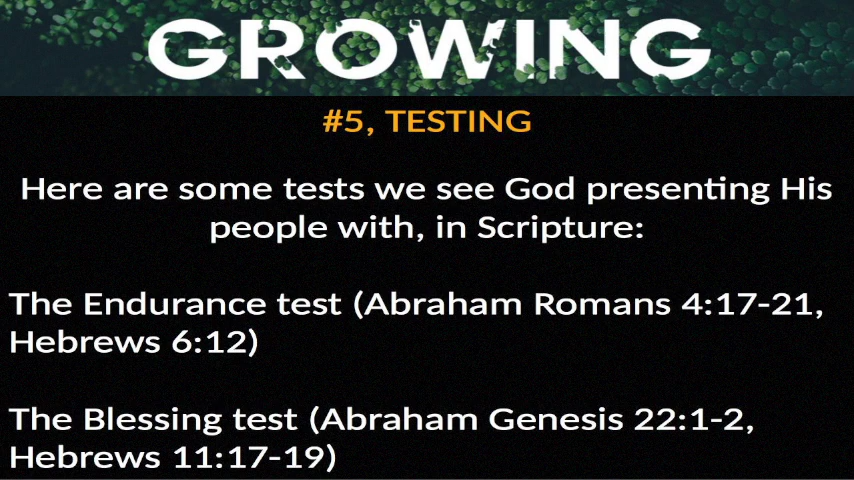 GROWING
#5, TESTING
Here are some tests we see God presenting His
people with, in Scripture:
The Endurance test (Abraham Romans 4:17-21,
Hebrews 6:12)
The Blessing test (Abraham Genesis 22:1-2,
Hebrews 11:17-19)